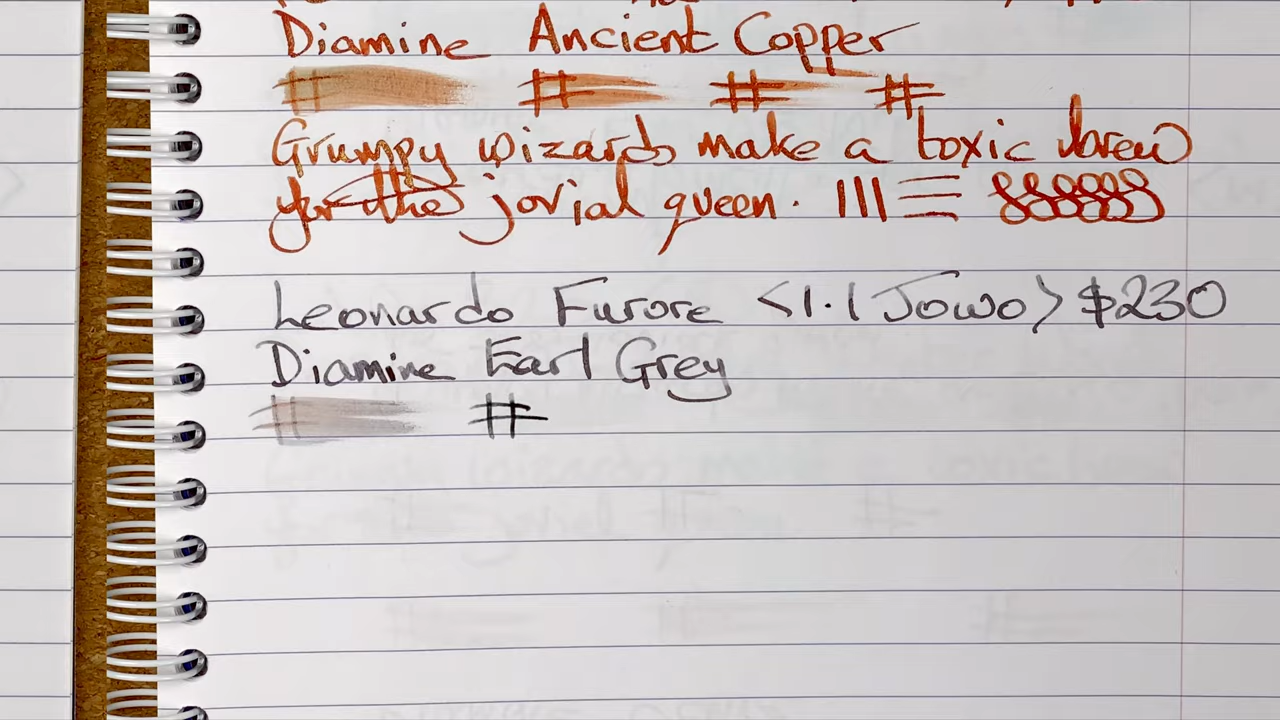 Diamine Ancient Copper
# # # #
Grumpy wizards make a toxic brew
for the jovial queen. ||| ☰ 888888
Leonardo Furore <1.1 Jowo> $230
Diamine Earl Grey
# #